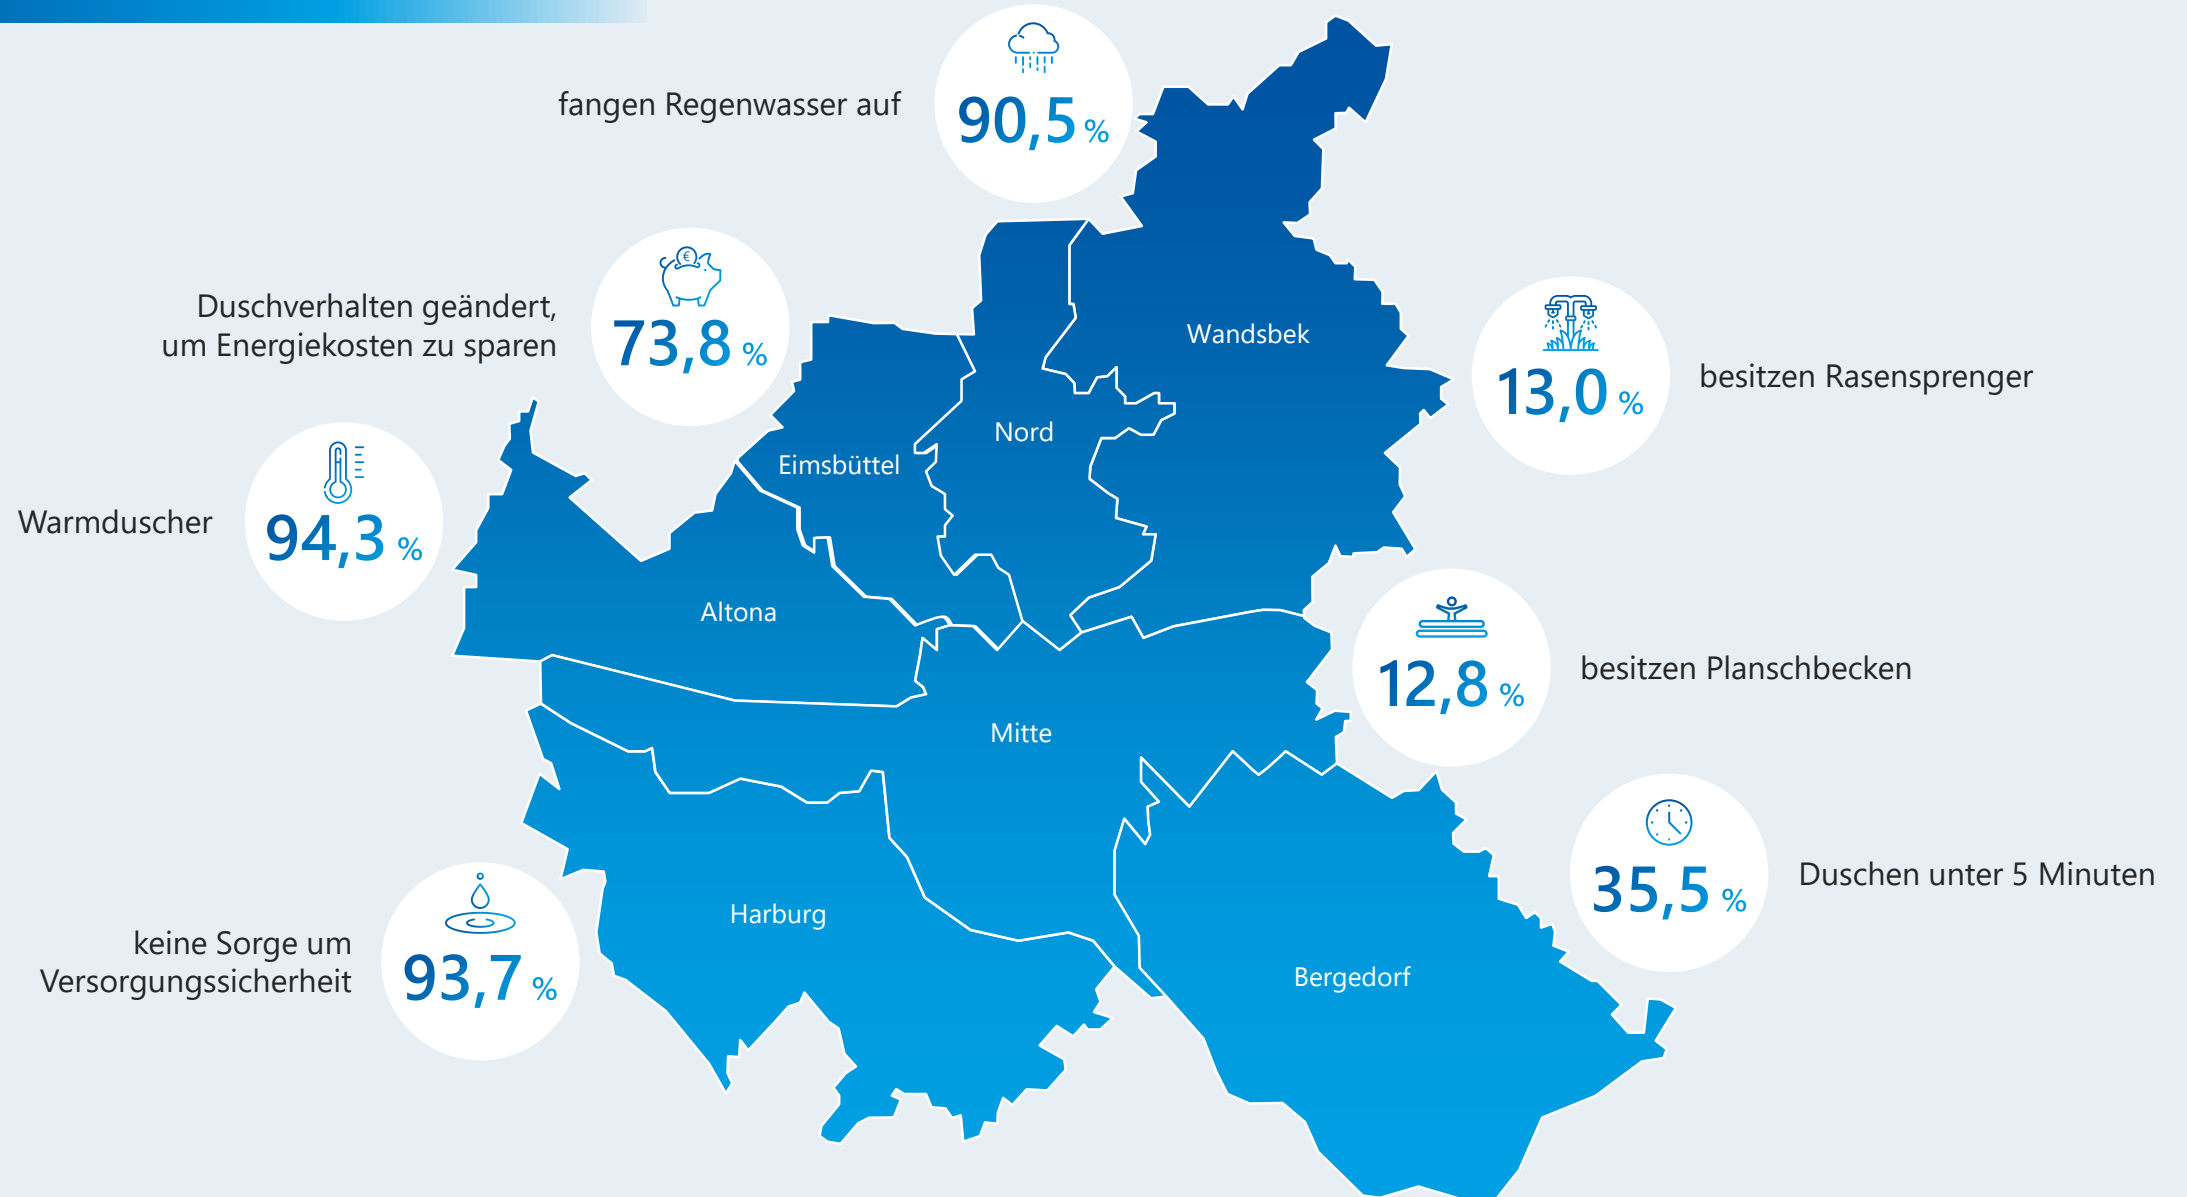 fangen Regenwasser auf
90,5 %
Duschverhalten geändert,
um Energiekosten zu sparen
€
73,8 %
Warmduscher
94,3 %
keine Sorge um
Versorgungssicherheit
93,7 %
Wandsbek
Nord
Eimsbüttel
Altona
Mitte
Harburg
Bergedorf
13,0 %
besitzen Rasensprenger
12,8 %
besitzen Planschbecken
35,5 %
Duschen unter 5 Minuten